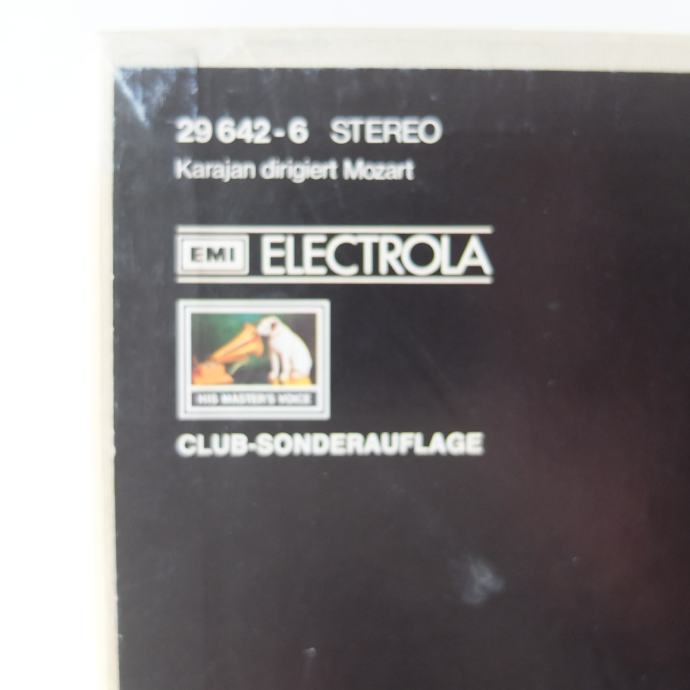 29 642-6 STEREO
Karajan dirigiert Mozart
EMI ELECTROLA
HIS MASTER'S VOICE
CLUB-SONDERAUFLAGE